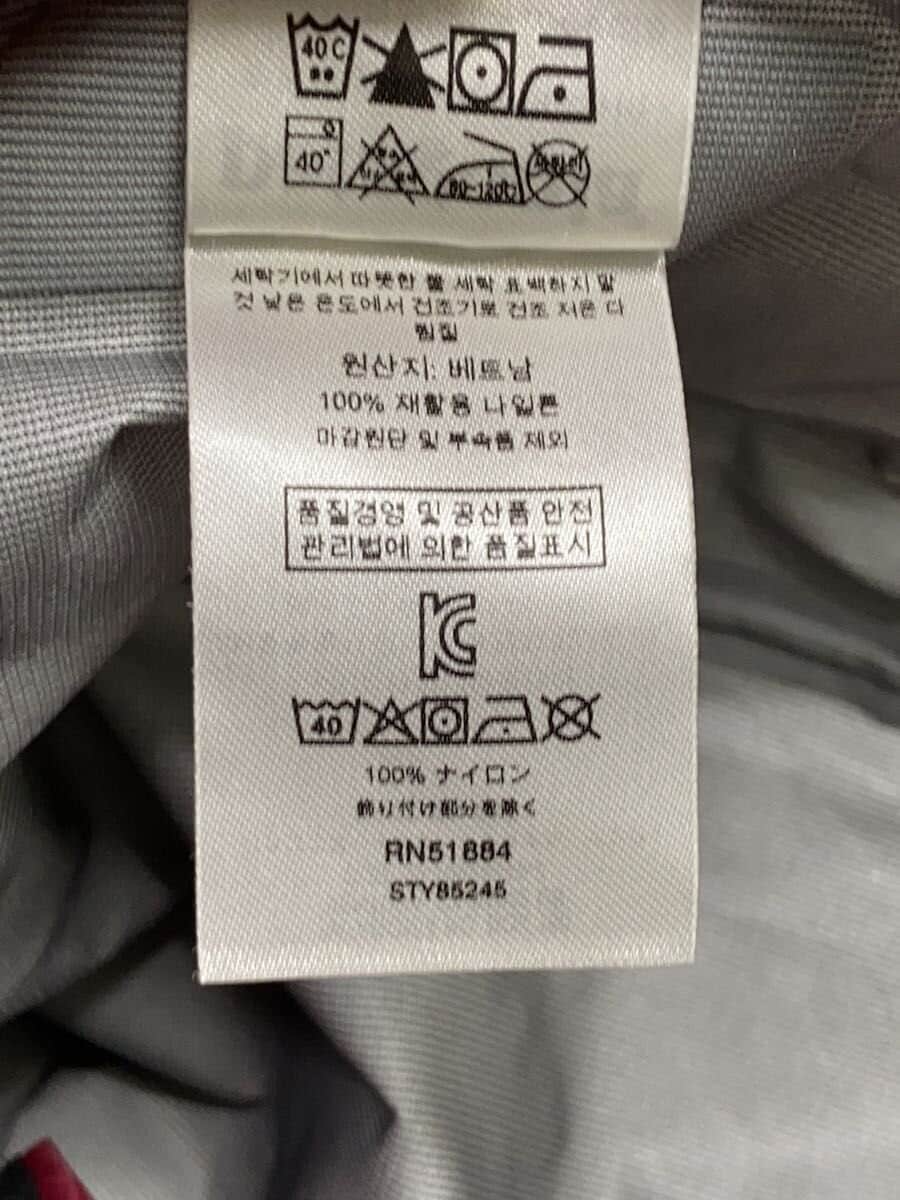 40C
40°
80~120℃
세탁기에서 따뜻한 물 세탁 표백하지 말
것 낮은 온도에서 건조기로 건조 저온 다
림질
원산지: 베트남
100% 재활용 나일론
마감원단 및 부속품 제외
품질경영 및 공산품 안전
관리법에 의한 품질표시
KC
40
100% ナイロン
飾り付け部分を除く
RN51884
STY85245